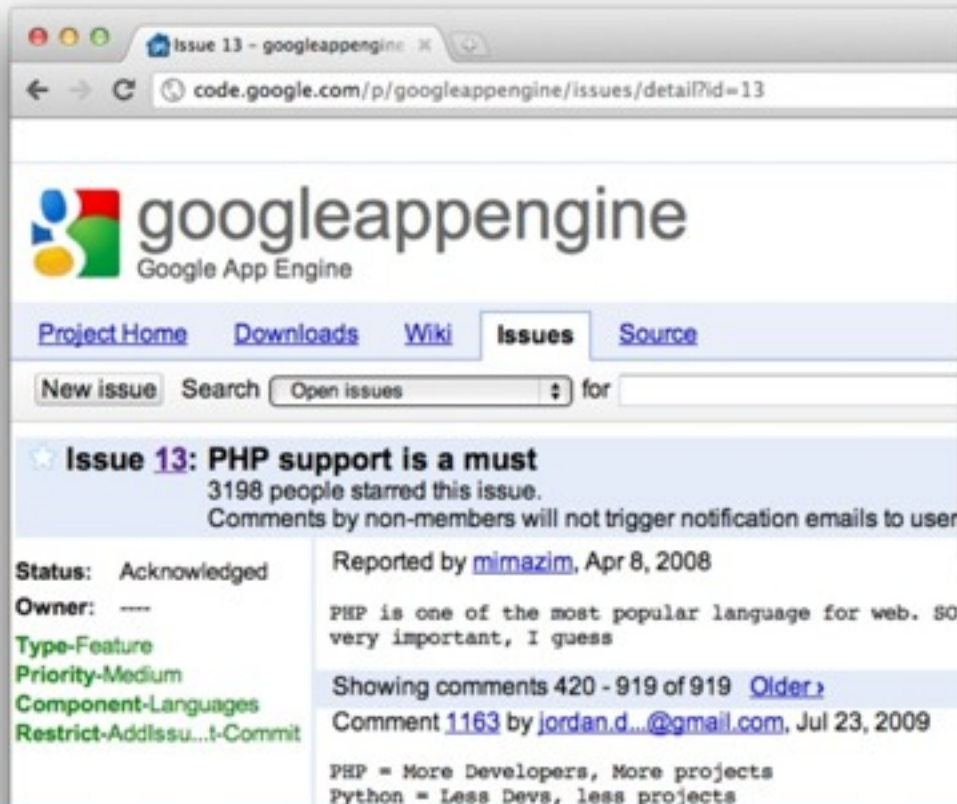 Issue 13 - googleappengine
code.google.com/p/googleappengine/issues/detail?id=13
googleappengine
Google App Engine
Project Home Downloads Wiki Issues Source
New issue Search Open issues for
Issue 13: PHP support is a must
3198 people starred this issue.
Comments by non-members will not trigger notification emails to user
Status: Acknowledged
Owner: ----
Type-Feature
Priority-Medium
Component-Languages
Restrict-AddIssu...t-Commit
Reported by mirnazim, Apr 8, 2008
PHP is one of the most popular language for web. SO
very important, I guess
Showing comments 420 - 919 of 919 Older ›
Comment 1163 by jordan.d...@gmail.com, Jul 23, 2009
PHP = More Developers, More projects
Python = Less Devs, less projects